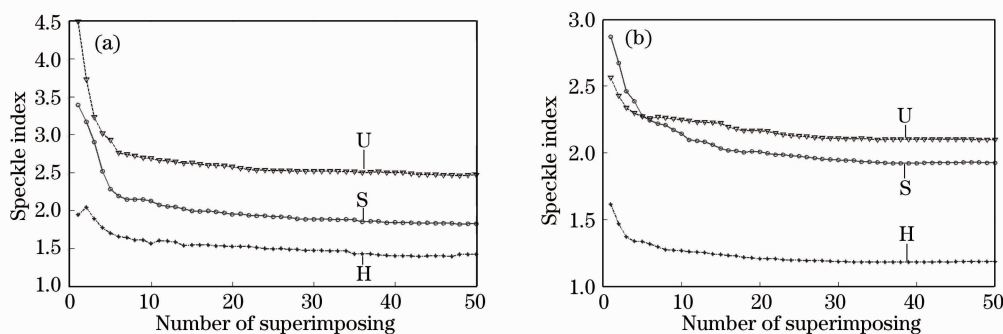 (a)
Speckle index
4.5
4.0
3.5
3.0
2.5
2.0
1.5
1.0
U
S
H
0 10 20 30 40 50
Number of superimposing
(b)
Speckle index
3.0
2.5
2.0
1.5
1.0
U
S
H
0 10 20 30 40 50
Number of superimposing